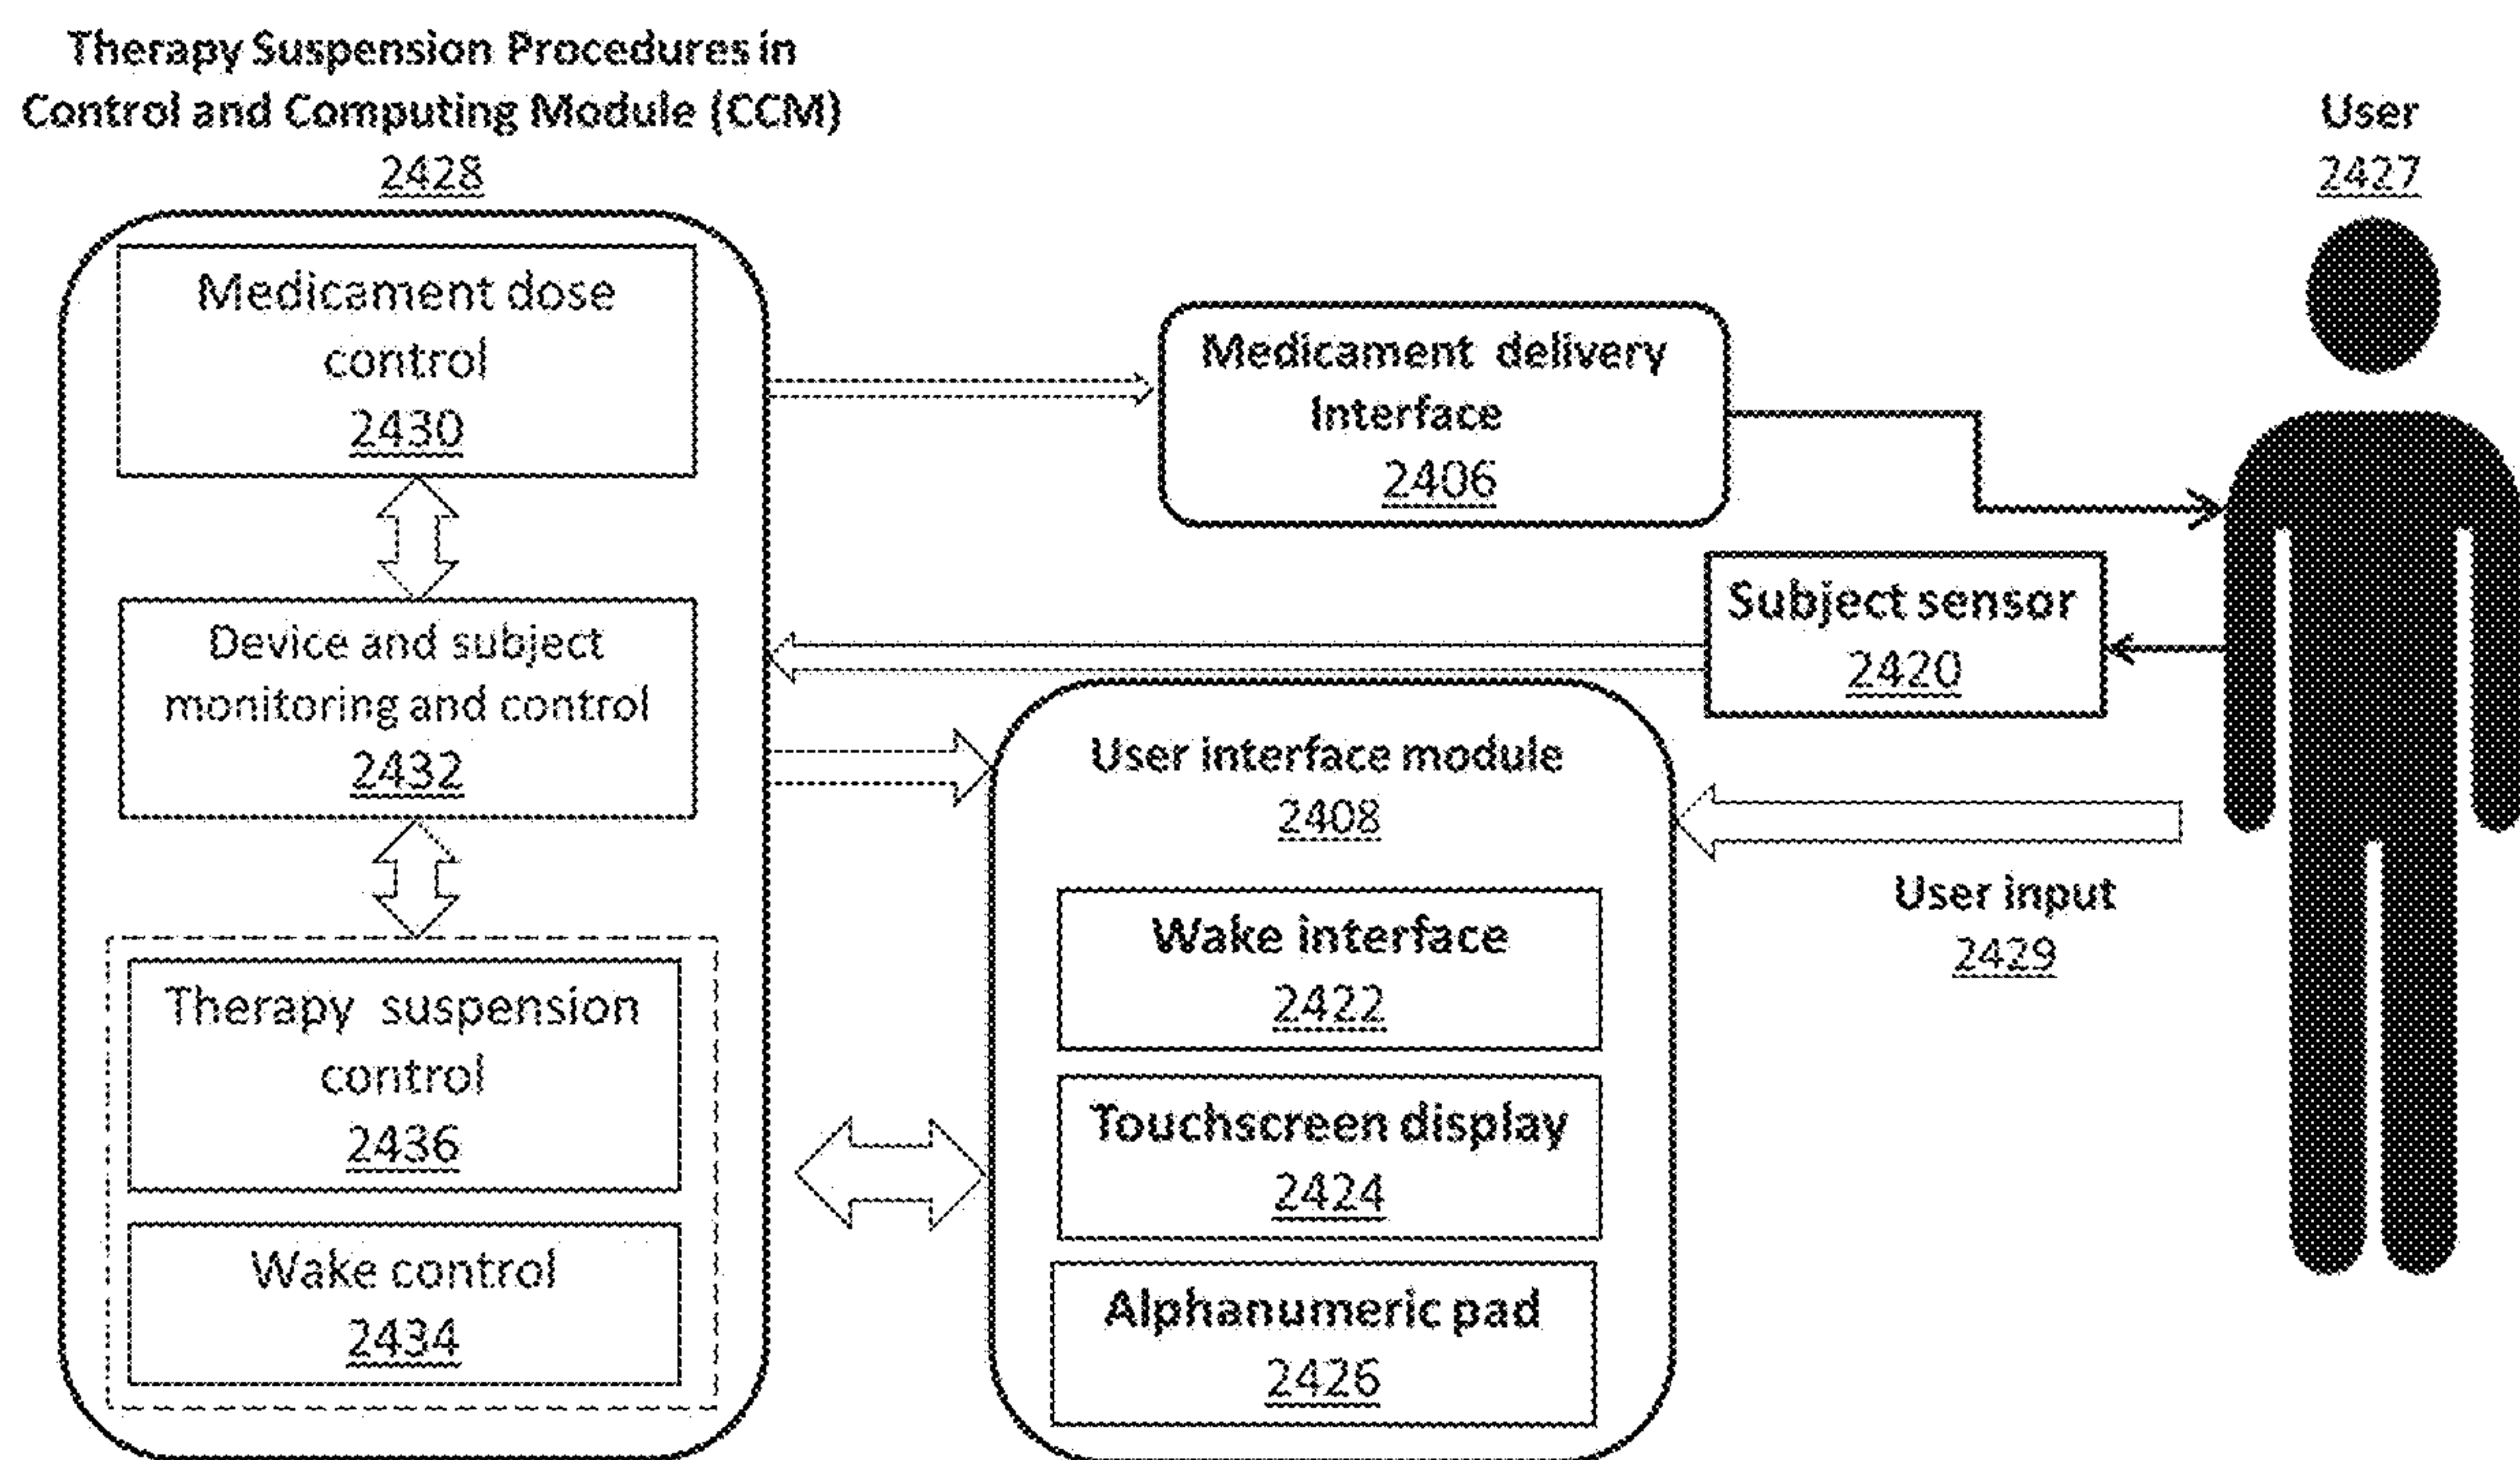 Therapy Suspension Procedures in
Control and Computing Module (CCM)
2428
Medicament dose
control
2430
Device and subject
monitoring and control
2432
Therapy suspension
control
2436
Wake control
2434
Medicament delivery
Interface
2406
Subject sensor
2420
User interface module
2408
Wake interface
2422
Touchscreen display
2424
Alphanumeric pad
2426
User
2427
User input
2429